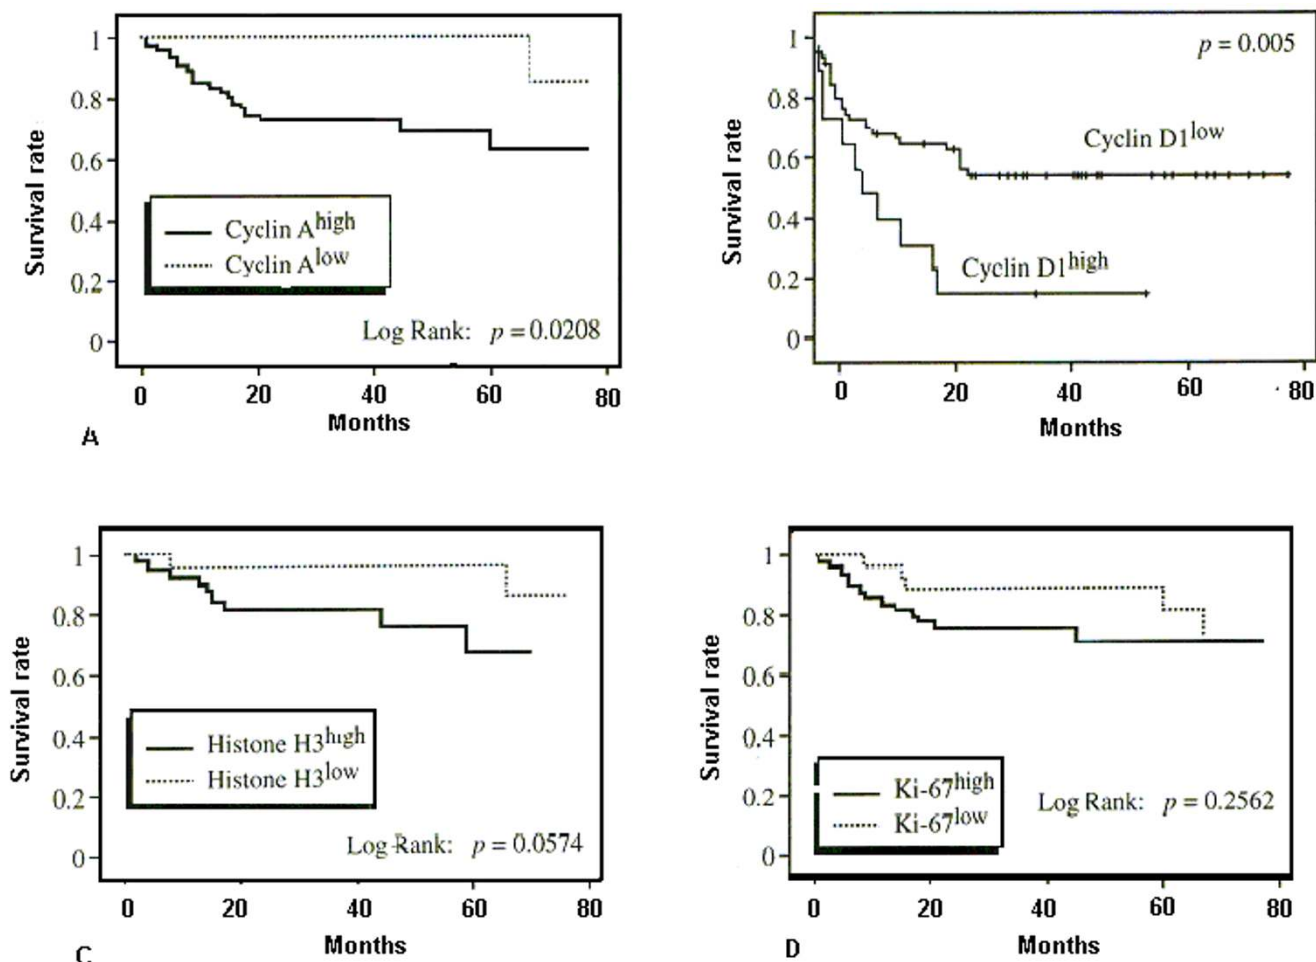 1
0.8
0.6
0.4
0.2
0
Survival rate
Cyclin A^high
Cyclin A^low
Log Rank: p = 0.0208
0 20 40 60 80
Months
A
1
0.8
0.6
0.4
0.2
0
Survival rate
p = 0.005
Cyclin D1^low
Cyclin D1^high
0 20 40 60 80
Months
1
0.8
0.6
0.4
0.2
0
Survival rate
Histone H3^high
Histone H3^low
Log Rank: p = 0.0574
0 20 40 60 80
Months
C
1
0.8
0.6
0.4
0.2
0
Survival rate
Ki-67^high
Ki-67^low
Log Rank: p = 0.2562
0 20 40 60 80
Months
D